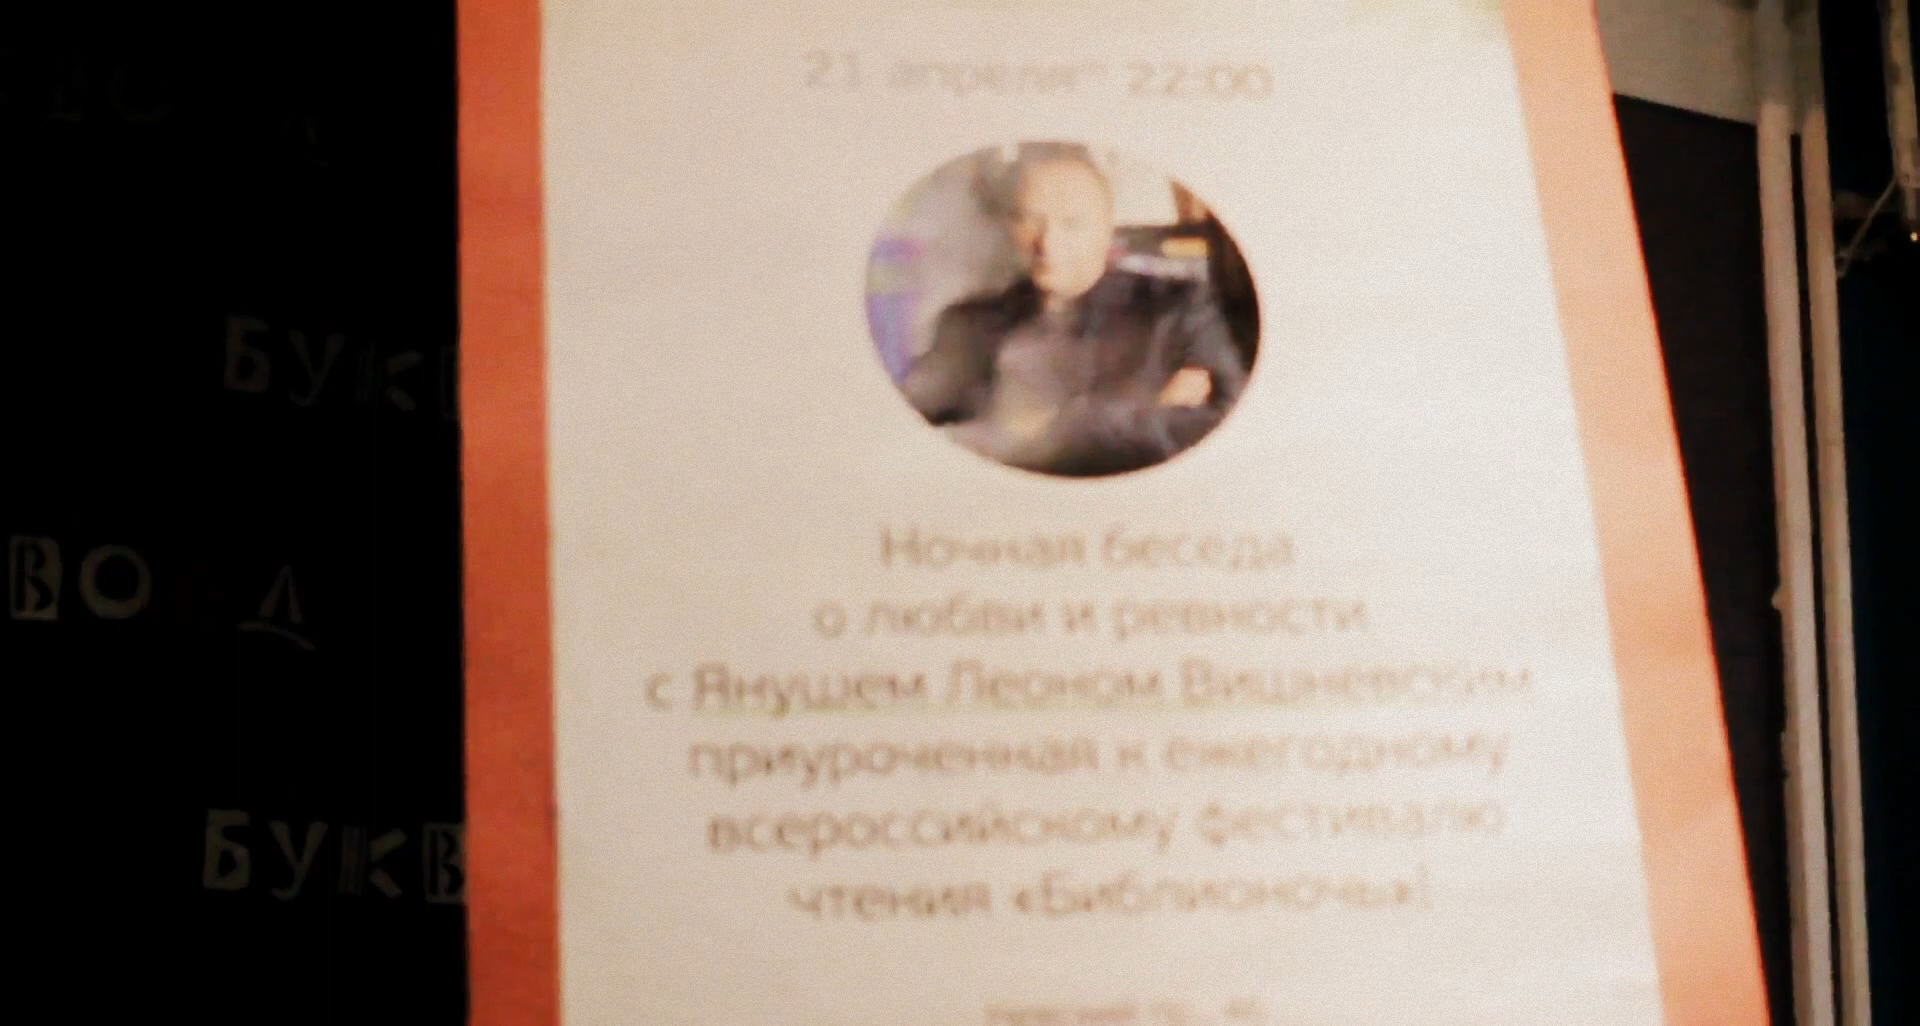 21 апреля 22:00
Ночная беседа
о любви и ревности
с Янушем Леоном Вишневским
приуроченная к ежегодному
всероссийскому фестивалю
чтения «Библионочь»!
БУК
ВО
БУКВ